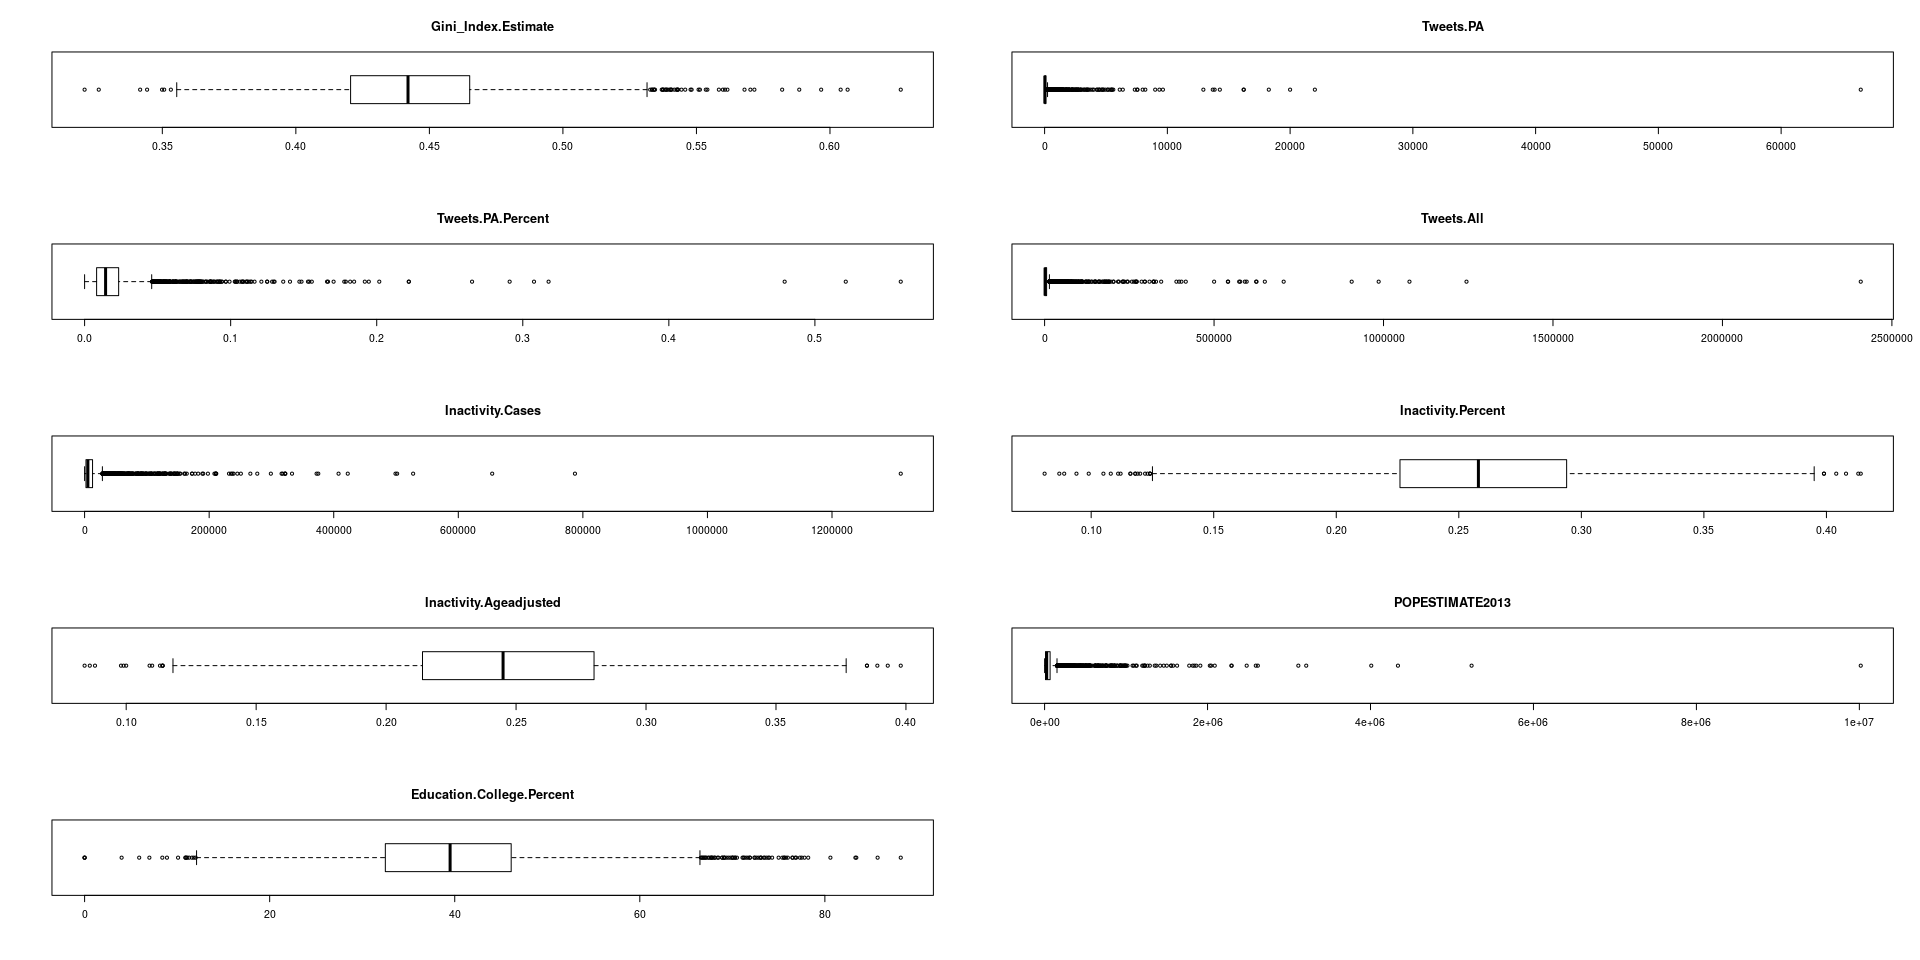 Gini_Index.Estimate
0.35 0.40 0.45 0.50 0.55 0.60
Tweets.PA
0 10000 20000 30000 40000 50000 60000
Tweets.PA.Percent
0.0 0.1 0.2 0.3 0.4 0.5
Tweets.All
0 500000 1000000 1500000 2000000 2500000
Inactivity.Cases
0 200000 400000 600000 800000 1000000 1200000
Inactivity.Percent
0.10 0.15 0.20 0.25 0.30 0.35 0.40
Inactivity.Ageadjusted
0.10 0.15 0.20 0.25 0.30 0.35 0.40
POPESTIMATE2013
0e+00 2e+06 4e+06 6e+06 8e+06 1e+07
Education.College.Percent
0 20 40 60 80